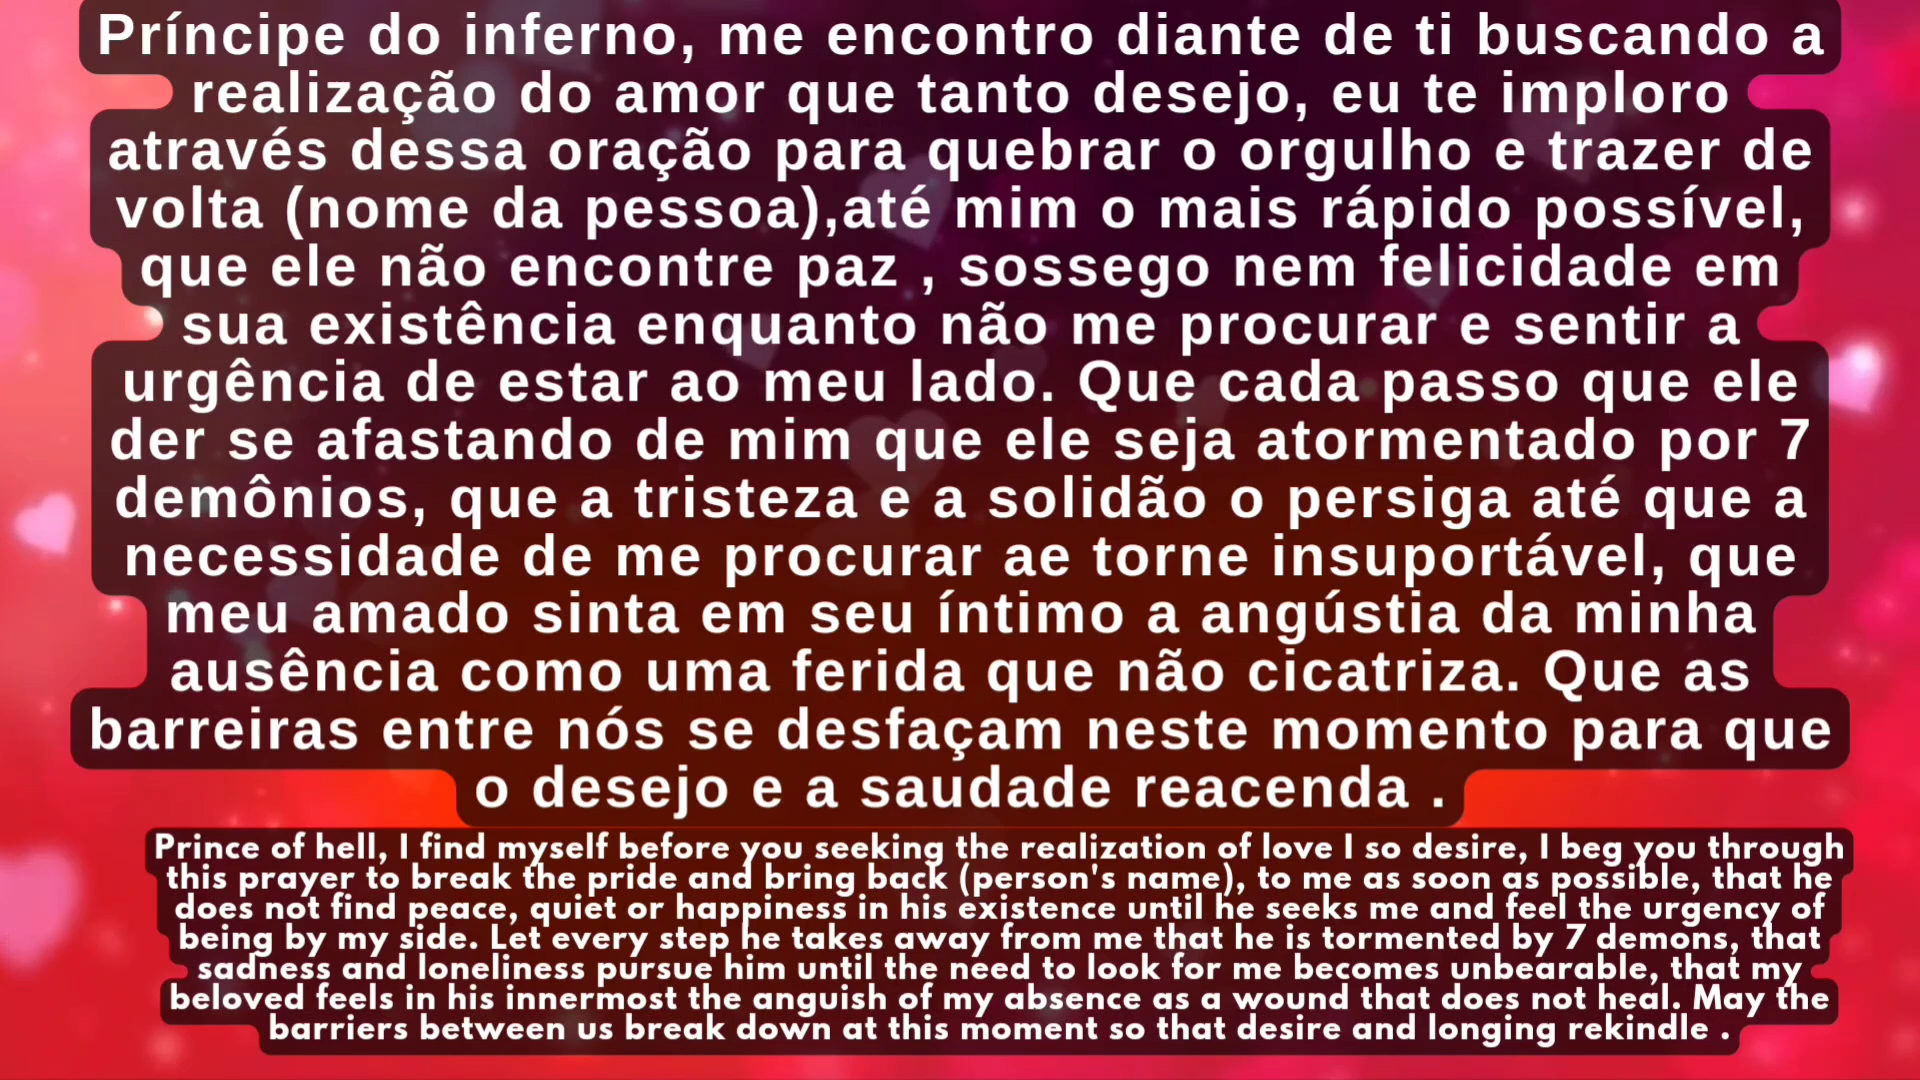 Príncipe do inferno, me encontro diante de ti buscando a
realização do amor que tanto desejo, eu te imploro
através dessa oração para quebrar o orgulho e trazer de
volta (nome da pessoa),até mim o mais rápido possível,
que ele não encontre paz , sossego nem felicidade em
sua existência enquanto não me procurar e sentir a
urgência de estar ao meu lado. Que cada passo que ele
der se afastando de mim que ele seja atormentado por 7
demônios, que a tristeza e a solidão o persiga até que a
necessidade de me procurar ae torne insuportável, que
meu amado sinta em seu íntimo a angústia da minha
ausência como uma ferida que não cicatriza. Que as
barreiras entre nós se desfaçam neste momento para que
o desejo e a saudade reacenda .
Prince of hell, I find myself before you seeking the realization of love I so desire, I beg you through
this prayer to break the pride and bring back (person's name), to me as soon as possible, that he
does not find peace, quiet or happiness in his existence until he seeks me and feel the urgency of
being by my side. Let every step he takes away from me that he is tormented by 7 demons, that
sadness and loneliness pursue him until the need to look for me becomes unbearable, that my
beloved feels in his innermost the anguish of my absence as a wound that does not heal. May the
barriers between us break down at this moment so that desire and longing rekindle .